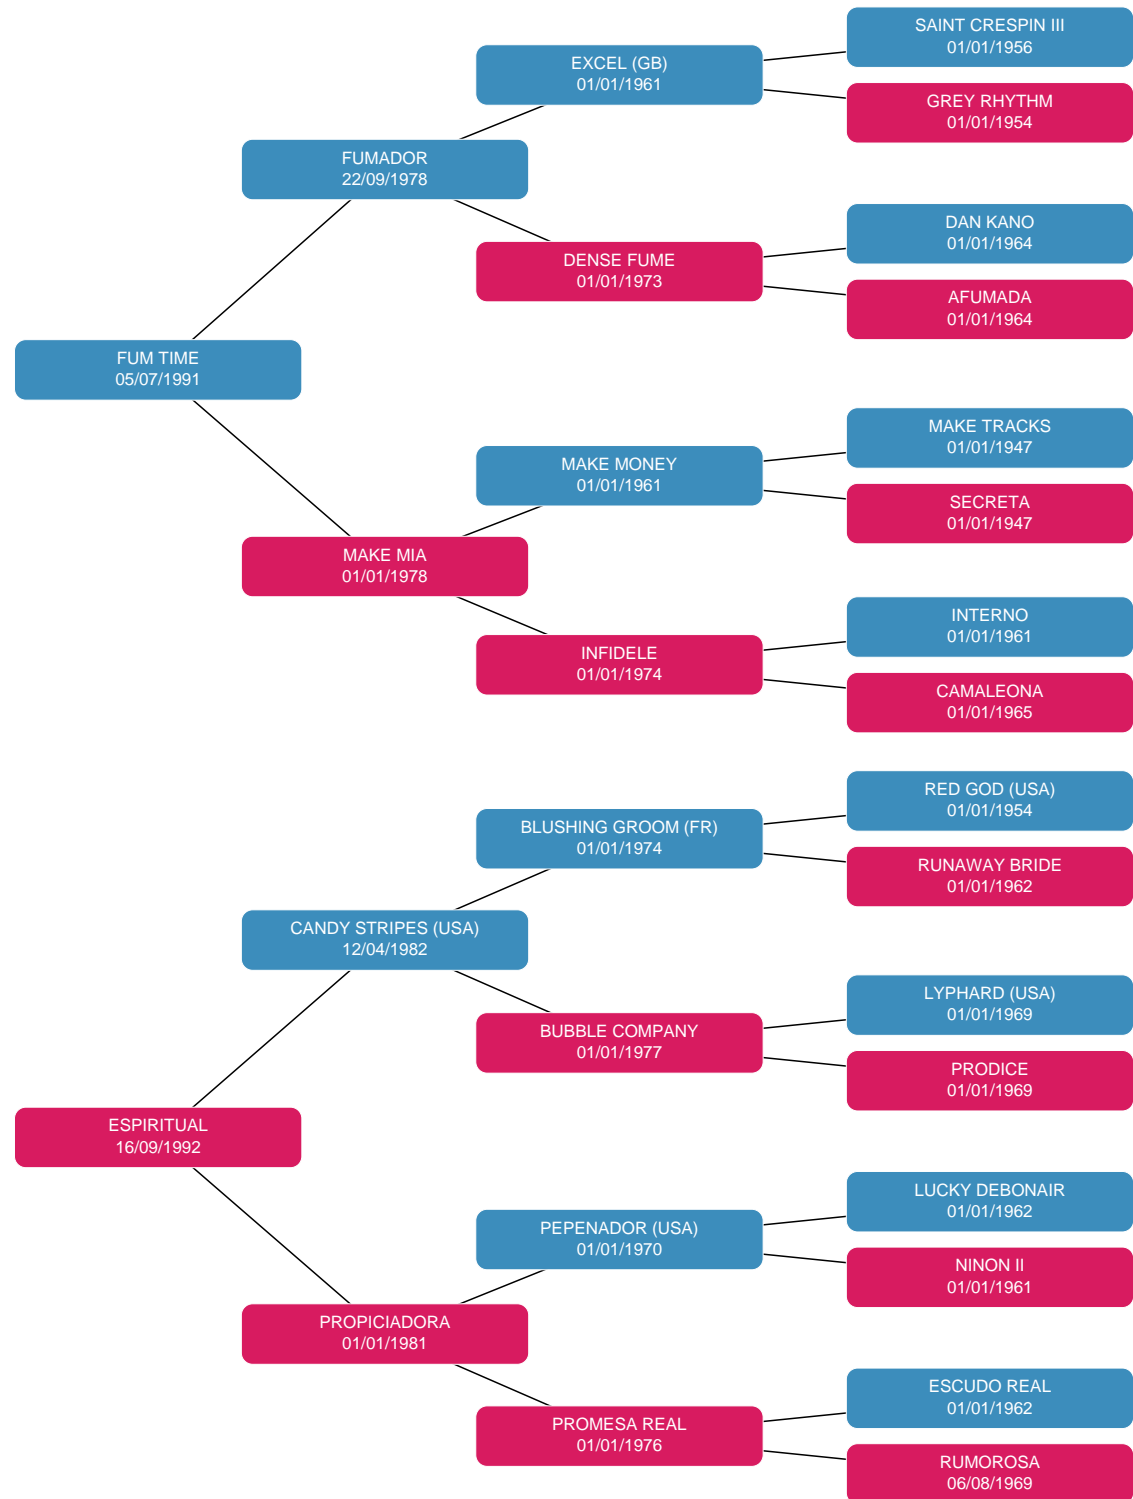 SAINT CRESPIN III
01/01/1956
EXCEL (GB)
01/01/1961
GREY RHYTHM
01/01/1954
FUMADOR
22/09/1978
DAN KANO
01/01/1964
DENSE FUME
01/01/1973
AFUMADA
01/01/1964
FUM TIME
05/07/1991
MAKE TRACKS
01/01/1947
MAKE MONEY
01/01/1961
SECRETA
01/01/1947
MAKE MIA
01/01/1978
INTERNO
01/01/1961
INFIDELE
01/01/1974
CAMALEONA
01/01/1965
RED GOD (USA)
01/01/1954
BLUSHING GROOM (FR)
01/01/1974
RUNAWAY BRIDE
01/01/1962
CANDY STRIPES (USA)
12/04/1982
LYPHARD (USA)
01/01/1969
BUBBLE COMPANY
01/01/1977
PRODICE
01/01/1969
ESPIRITUAL
16/09/1992
LUCKY DEBONAIR
01/01/1962
PEPENADOR (USA)
01/01/1970
NINON II
01/01/1961
PROPICIADORA
01/01/1981
ESCUDO REAL
01/01/1962
PROMESA REAL
01/01/1976
RUMOROSA
06/08/1969